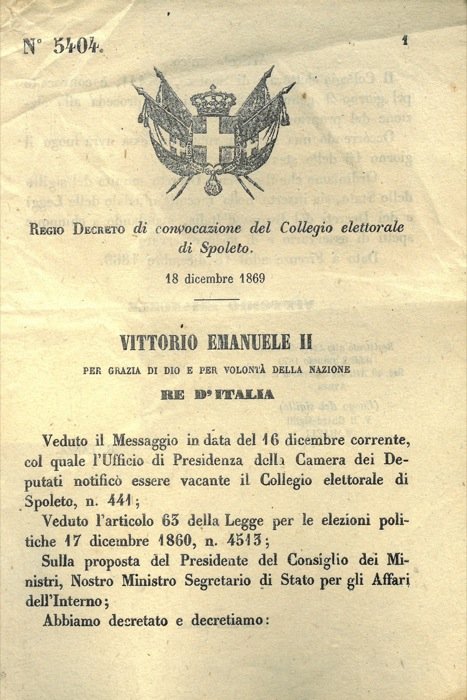 N° 5404.
1
REGIO DECRETO di convocazione del Collegio elettorale
di Spoleto.
18 dicembre 1869
VITTORIO EMANUELE II
PER GRAZIA DI DIO E PER VOLONTÀ DELLA NAZIONE
RE D'ITALIA
Veduto il Messaggio in data del 16 dicembre corrente,
col quale l'Ufficio di Presidenza della Camera dei De-
putati notificò essere vacante il Collegio elettorale di
Spoleto, n. 441;
Veduto l'articolo 63 della Legge per le elezioni poli-
tiche 17 dicembre 1860, n. 4513;
Sulla proposta del Presidente del Consiglio dei Mi-
nistri, Nostro Ministro Segretario di Stato per gli Affari
dell'Interno;
Abbiamo decretato e decretiamo: